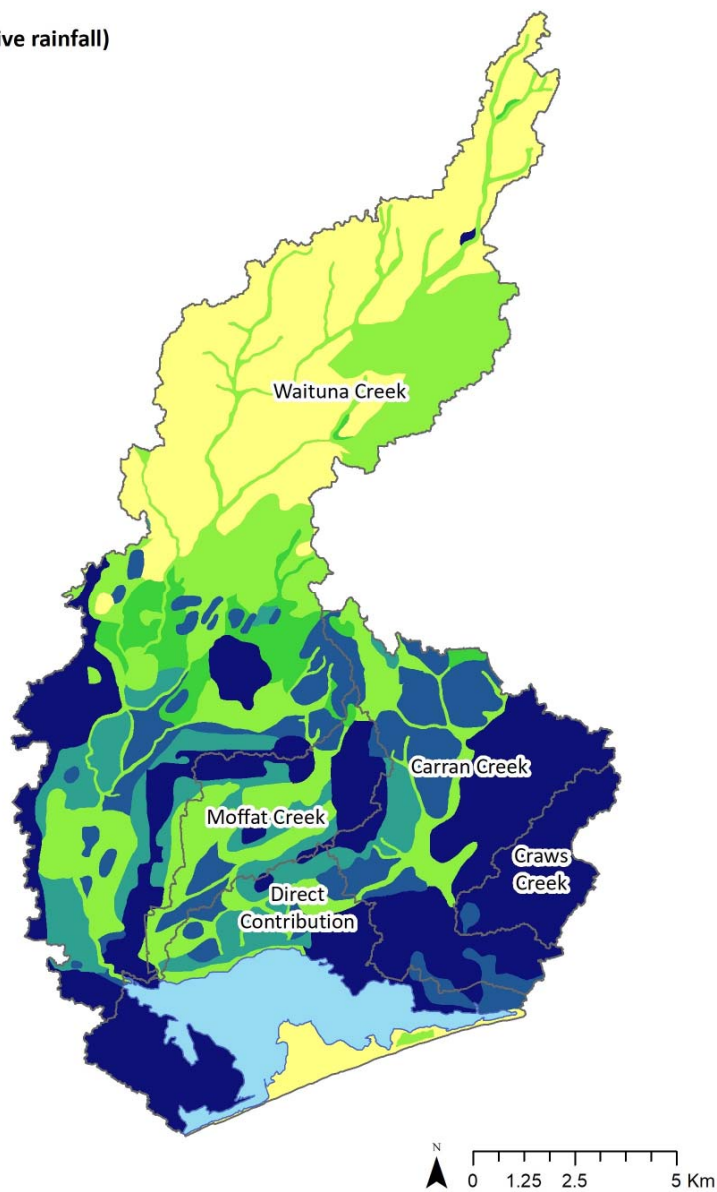 ive rainfall)
Waituna Creek
Carran Creek
Moffat Creek
Craws
Creek
Direct
Contribution
N
0 1.25 2.5 5 Km